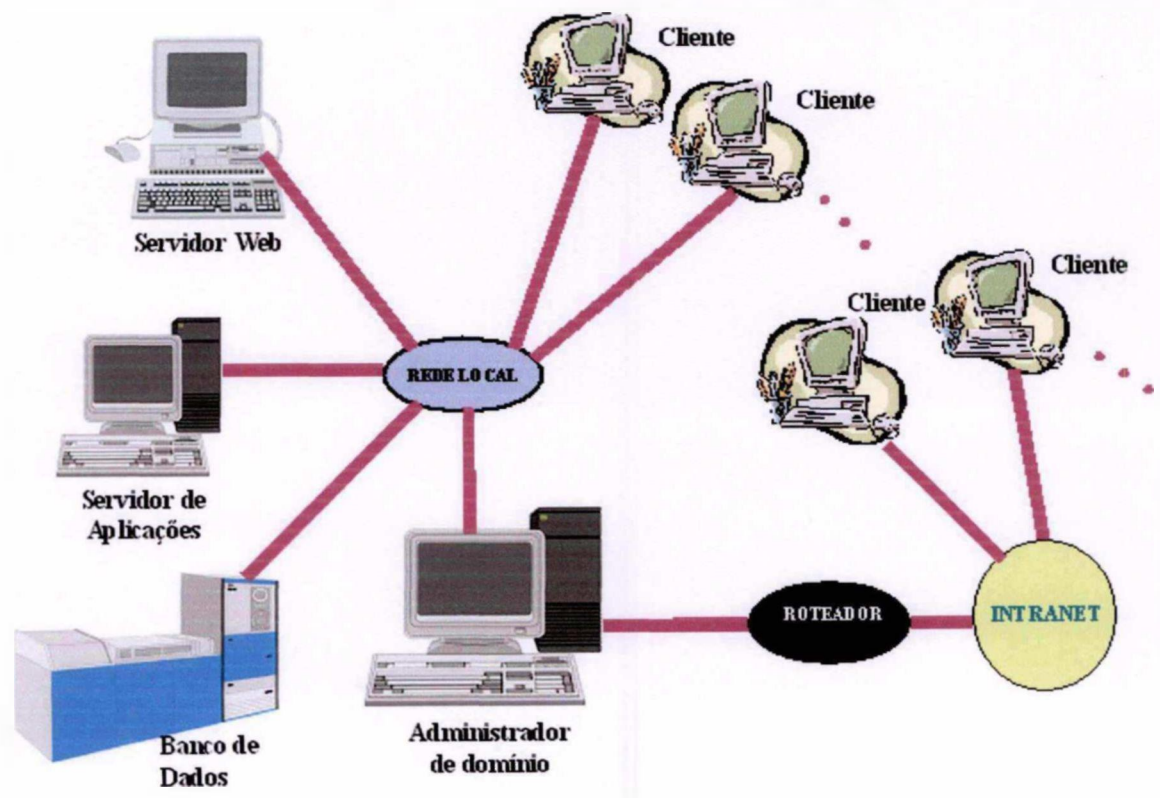 Cliente
Cliente
Servidor Web
Cliente
Cliente
REDE LOCAL
Servidor de
Aplicações
ROTEADOR
INTRANET
Administrador
de domínio
Banco de
Dados